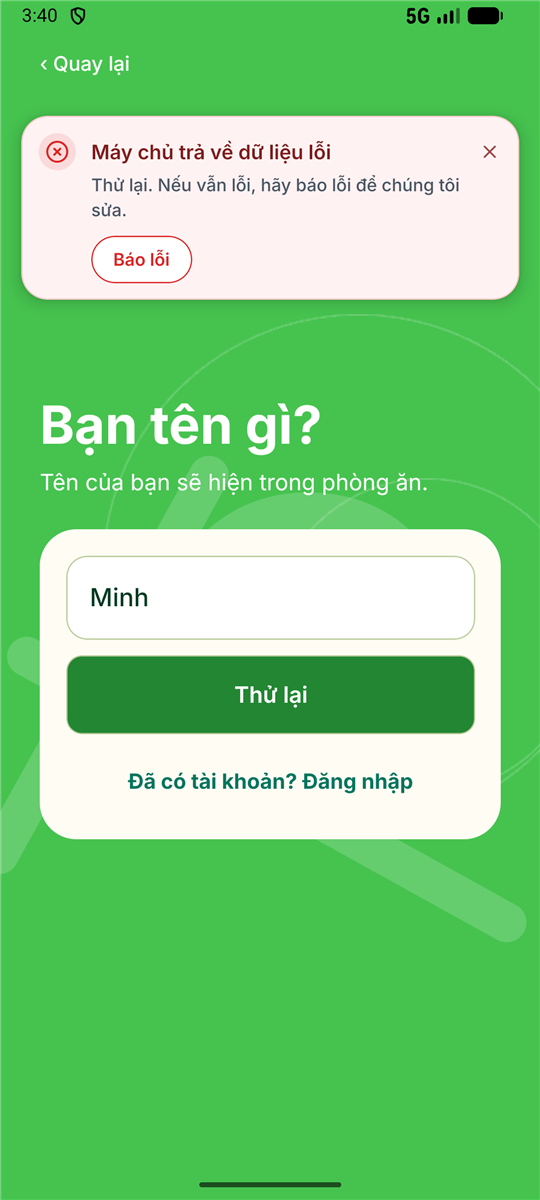 3:40
5G
‹ Quay lại
Máy chủ trả về dữ liệu lỗi
Thử lại. Nếu vẫn lỗi, hãy báo lỗi để chúng tôi
sửa.
Báo lỗi
Bạn tên gì?
Tên của bạn sẽ hiện trong phòng ăn.
Minh
Thử lại
Đã có tài khoản? Đăng nhập